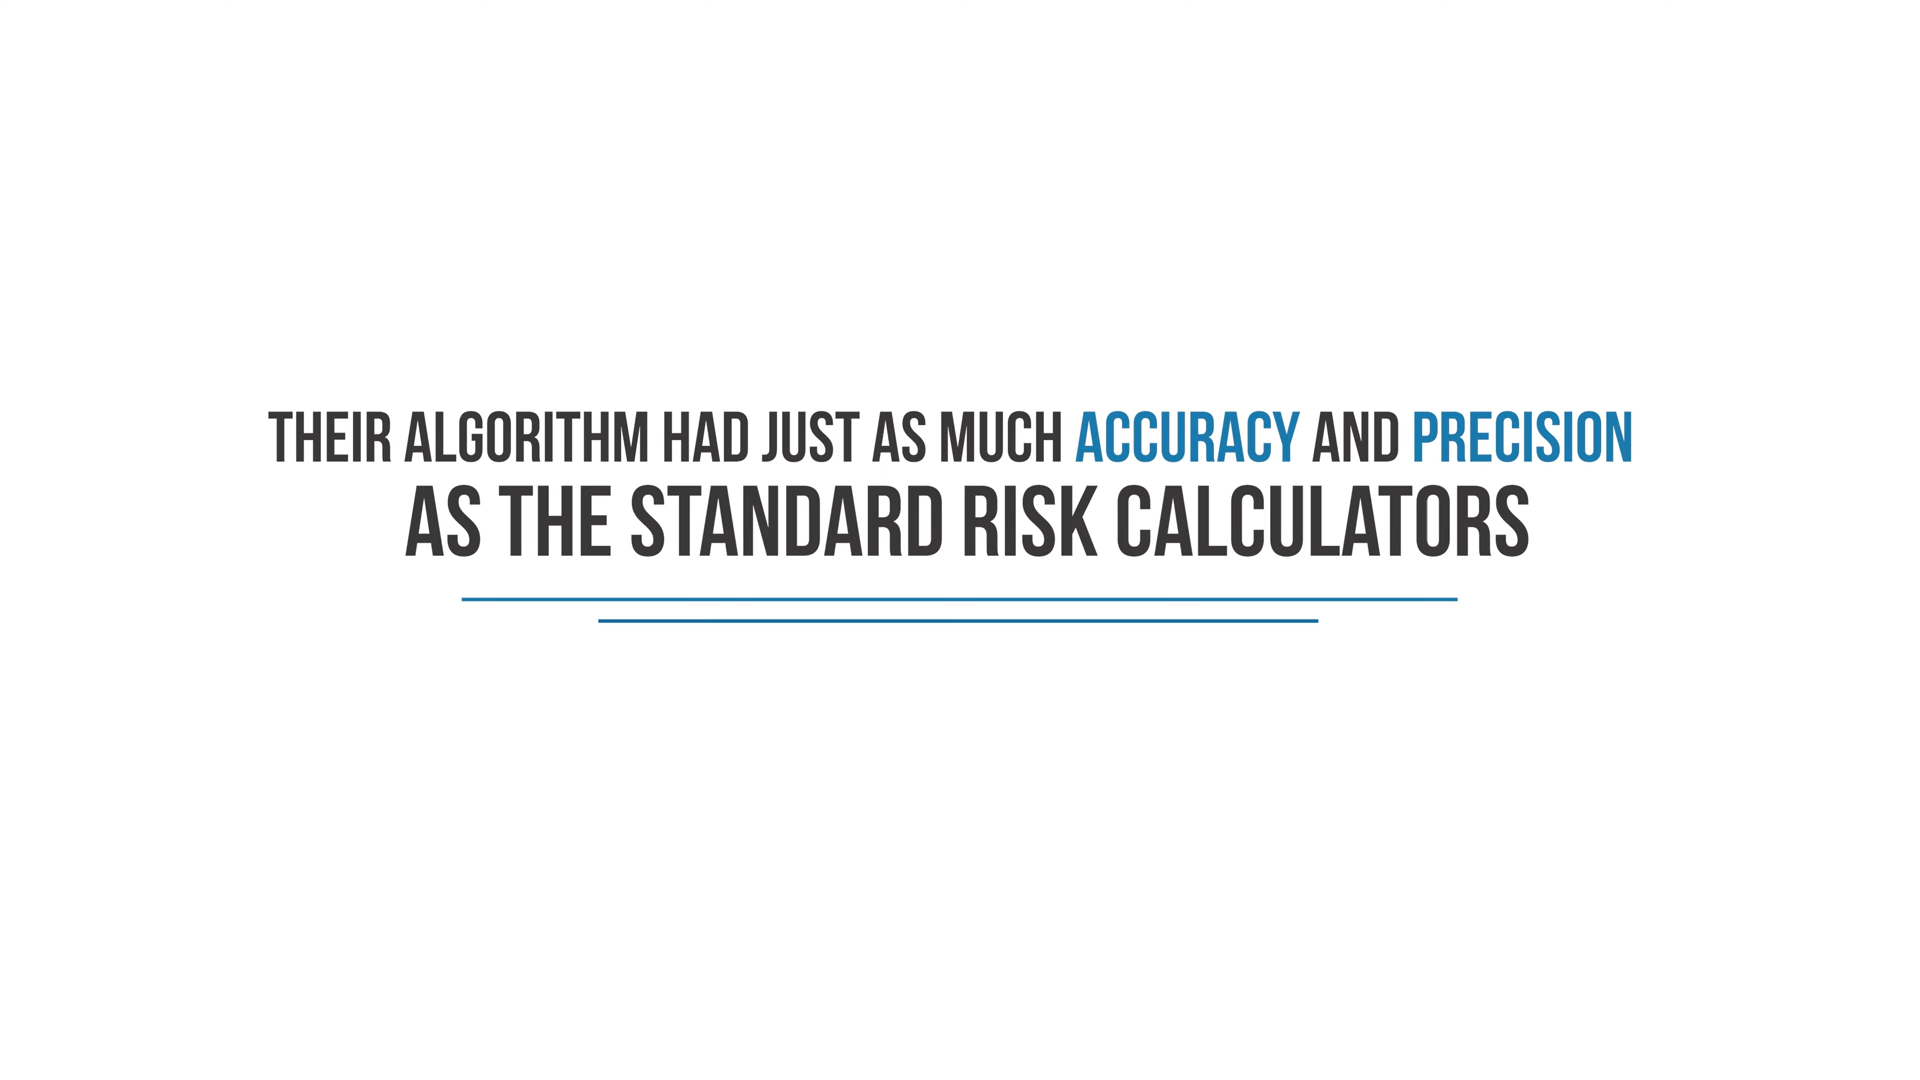 THEIR ALGORITHM HAD JUST AS MUCH ACCURACY AND PRECISION
AS THE STANDARD RISK CALCULATORS